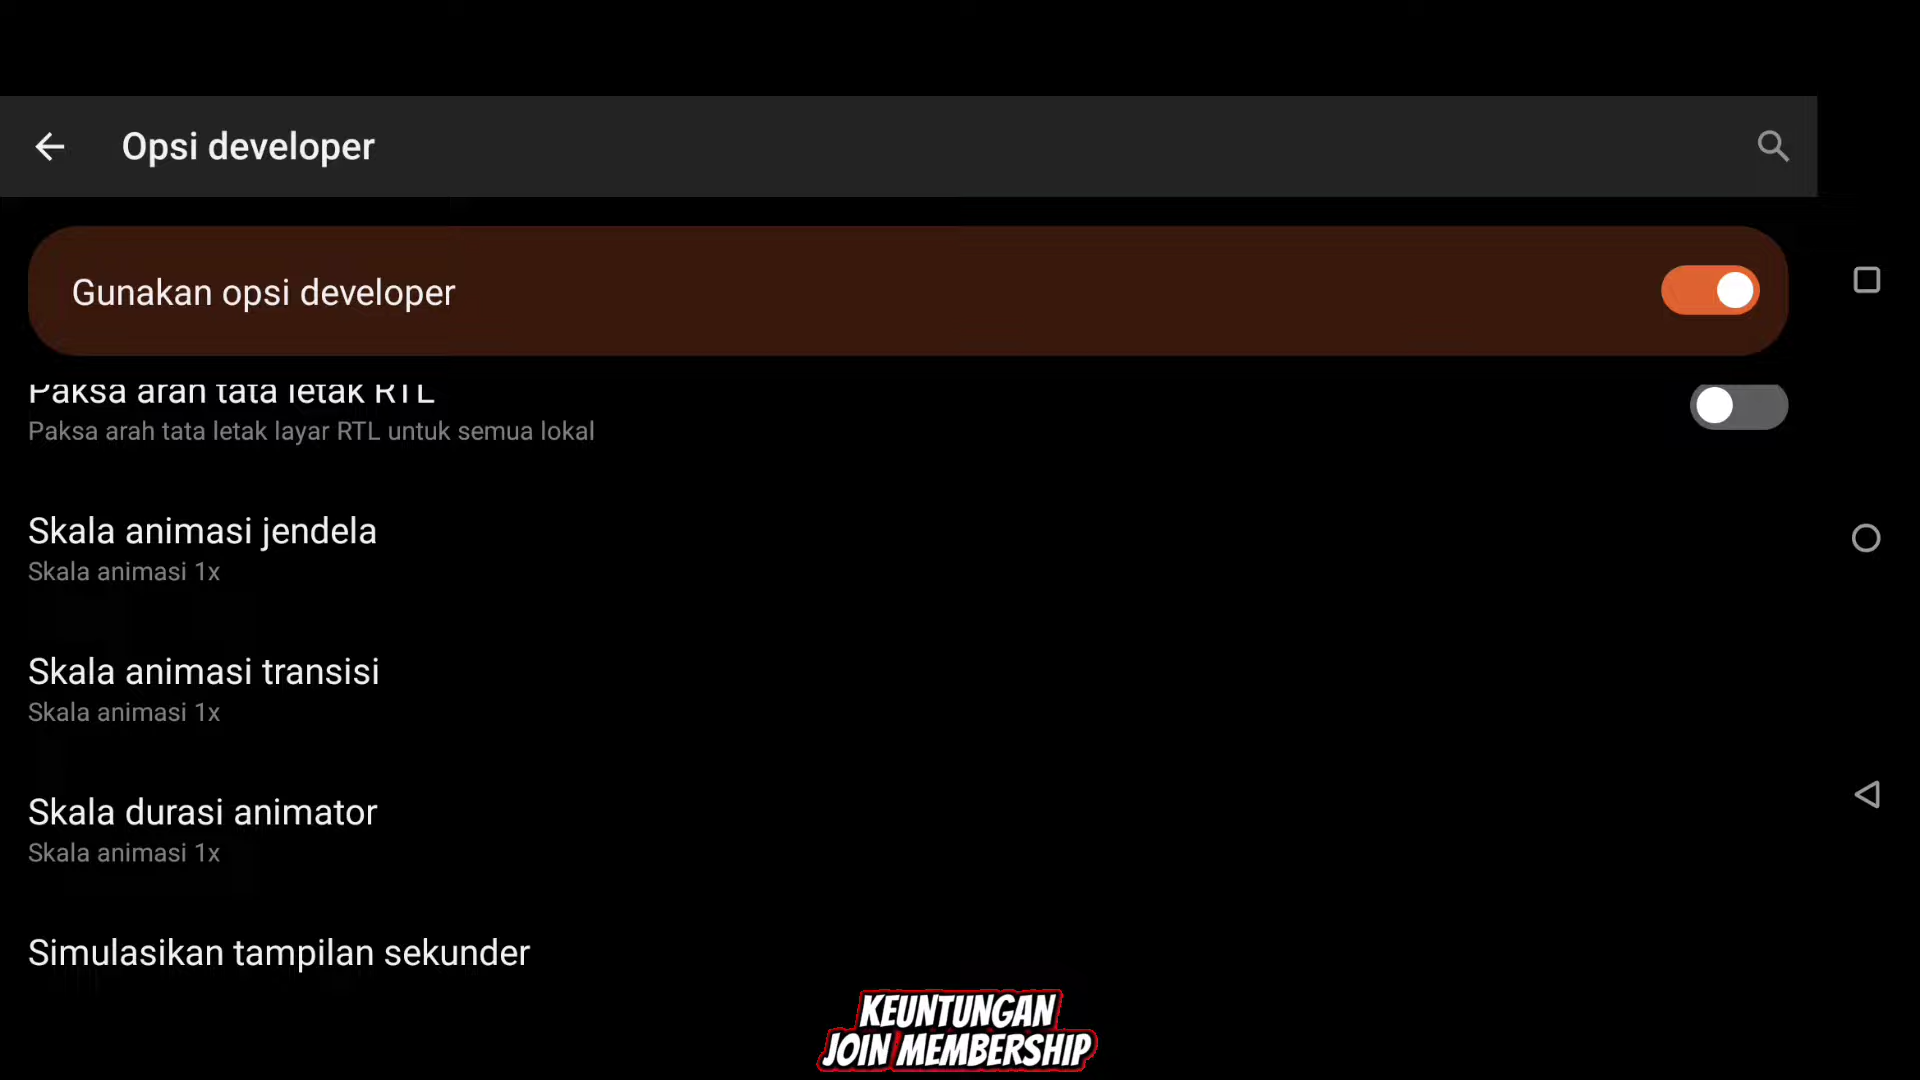 Opsi developer
Gunakan opsi developer
Paksa arah tata letak RTL
Paksa arah tata letak layar RTL untuk semua lokal
Skala animasi jendela
Skala animasi 1x
Skala animasi transisi
Skala animasi 1x
Skala durasi animator
Skala animasi 1x
Simulasikan tampilan sekunder
KEUNTUNGAN
JOIN MEMBERSHIP